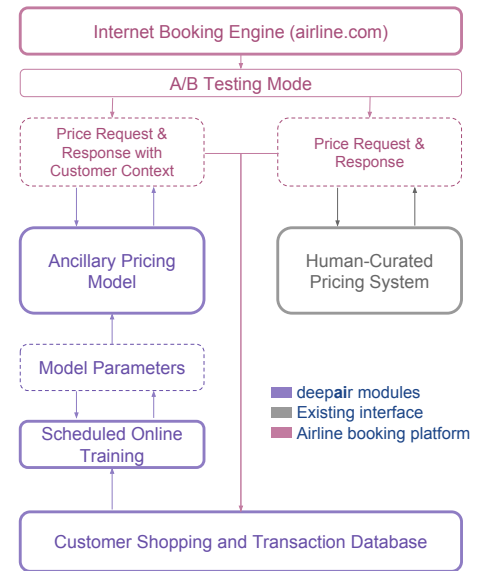 Internet Booking Engine (airline.com)
A/B Testing Mode
Price Request &
Response with
Customer Context
Price Request &
Response
Ancillary Pricing
Model
Human-Curated
Pricing System
Model Parameters
deepair modules
Existing interface
Airline booking platform
Scheduled Online
Training
Customer Shopping and Transaction Database